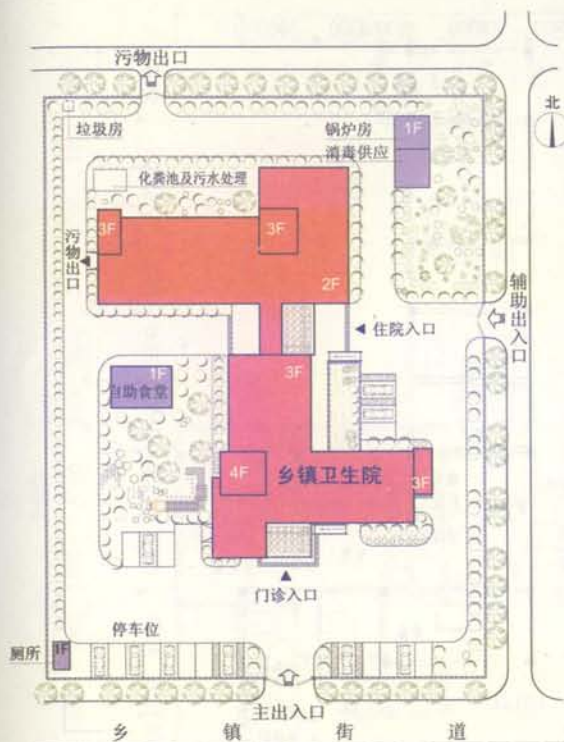 污物出口
北
垃圾房
锅炉房
1F
消毒供应
化粪池及污水处理
3F
3F
污物出口
2F
辅助出入口
住院入口
3F
1F
自助食堂
4F
乡镇卫生院
3F
门诊入口
停车位
厕所
1F
主出入口
乡镇街道